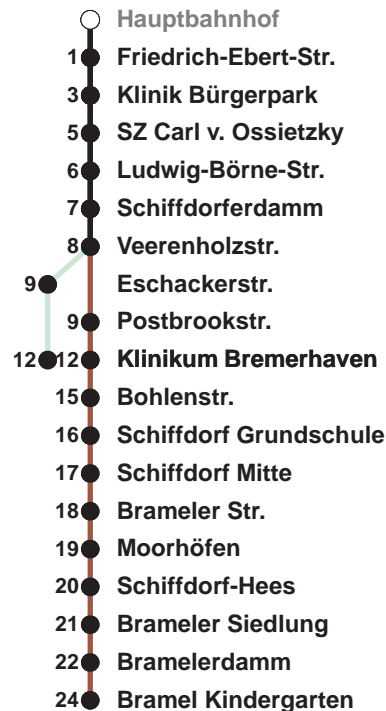 Hauptbahnhof
1 Friedrich-Ebert-Str.
3 Klinik Bürgerpark
5 SZ Carl v. Ossietzky
6 Ludwig-Börne-Str.
7 Schiffdorferdamm
8 Veerenholzstr.
9 Eschackerstr.
9 Postbrookstr.
12 12 Klinikum Bremerhaven
15 Bohlenstr.
16 Schiffdorf Grundschule
17 Schiffdorf Mitte
18 Brameler Str.
19 Moorhöfen
20 Schiffdorf-Hees
21 Brameler Siedlung
22 Bramelerdamm
24 Bramel Kindergarten